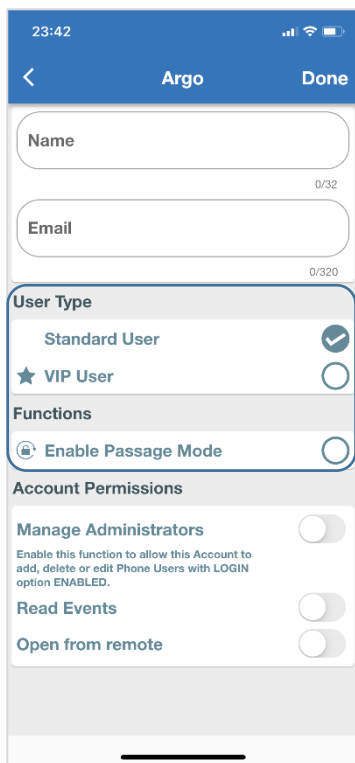 23:42
Argo
Done
Name
0/32
Email
0/320
User Type
Standard User
VIP User
Functions
Enable Passage Mode
Account Permissions
Manage Administrators
Enable this function to allow this Account to
add, delete or edit Phone Users with LOGIN
option ENABLED.
Read Events
Open from remote